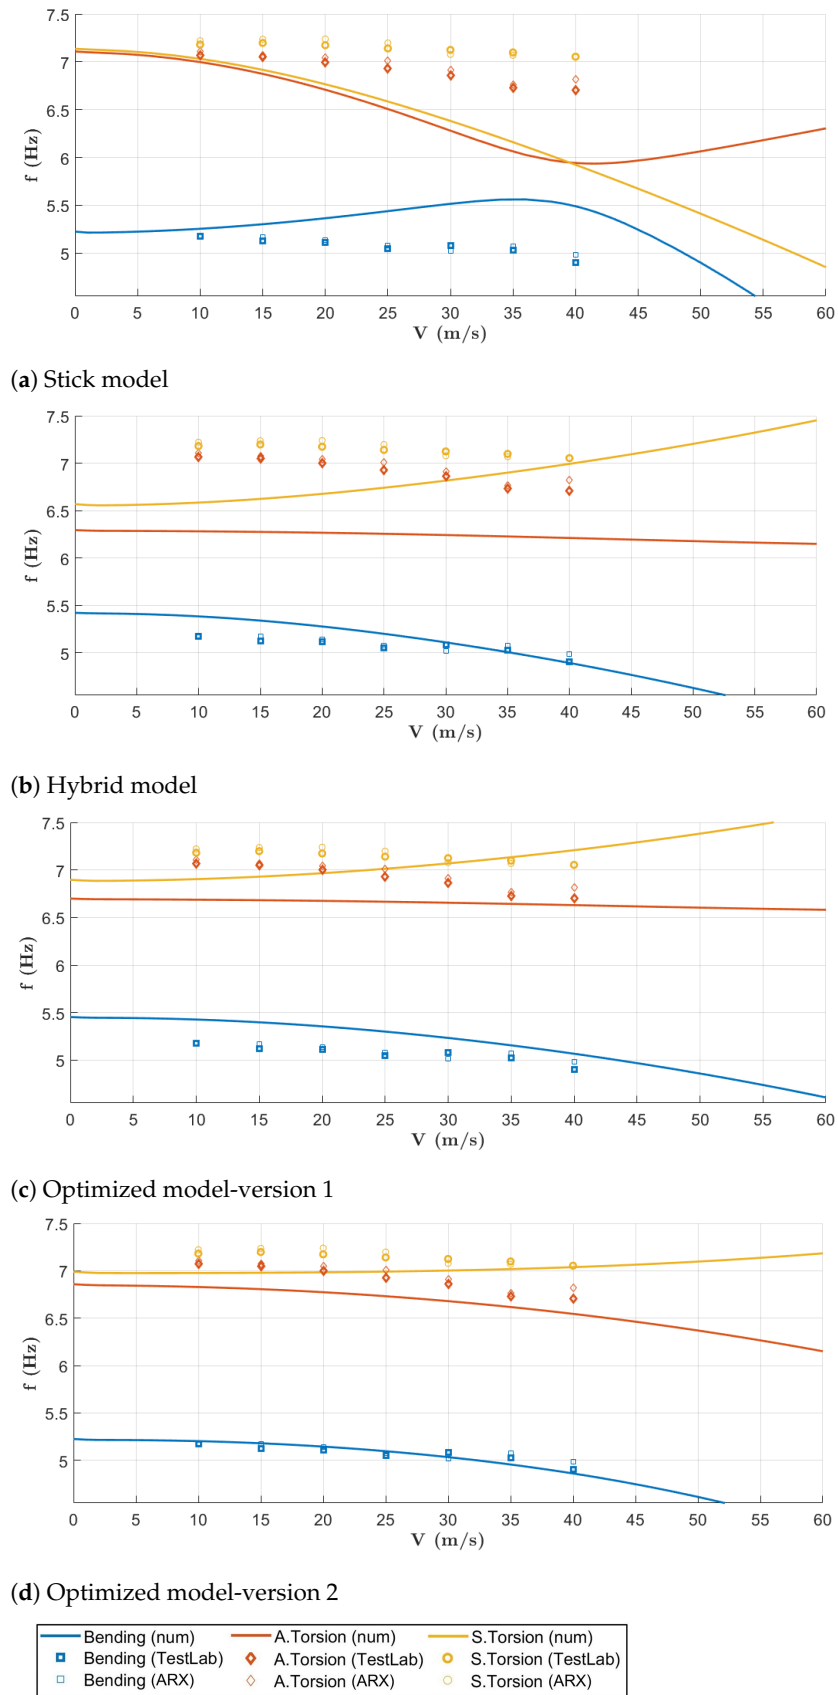 7.5
7
6.5
6
5.5
5
f (Hz)
0 5 10 15 20 25 30 35 40 45 50 55 60
V (m/s)
(a) Stick model
7.5
7
6.5
6
5.5
5
f (Hz)
0 5 10 15 20 25 30 35 40 45 50 55 60
V (m/s)
(b) Hybrid model
7.5
7
6.5
6
5.5
5
f (Hz)
0 5 10 15 20 25 30 35 40 45 50 55 60
V (m/s)
(c) Optimized model-version 1
7.5
7
6.5
6
5.5
5
f (Hz)
0 5 10 15 20 25 30 35 40 45 50 55 60
V (m/s)
(d) Optimized model-version 2
Bending (num) A.Torsion (num) S.Torsion (num)
Bending (TestLab) A.Torsion (TestLab) S.Torsion (TestLab)
Bending (ARX) A.Torsion (ARX) S.Torsion (ARX)